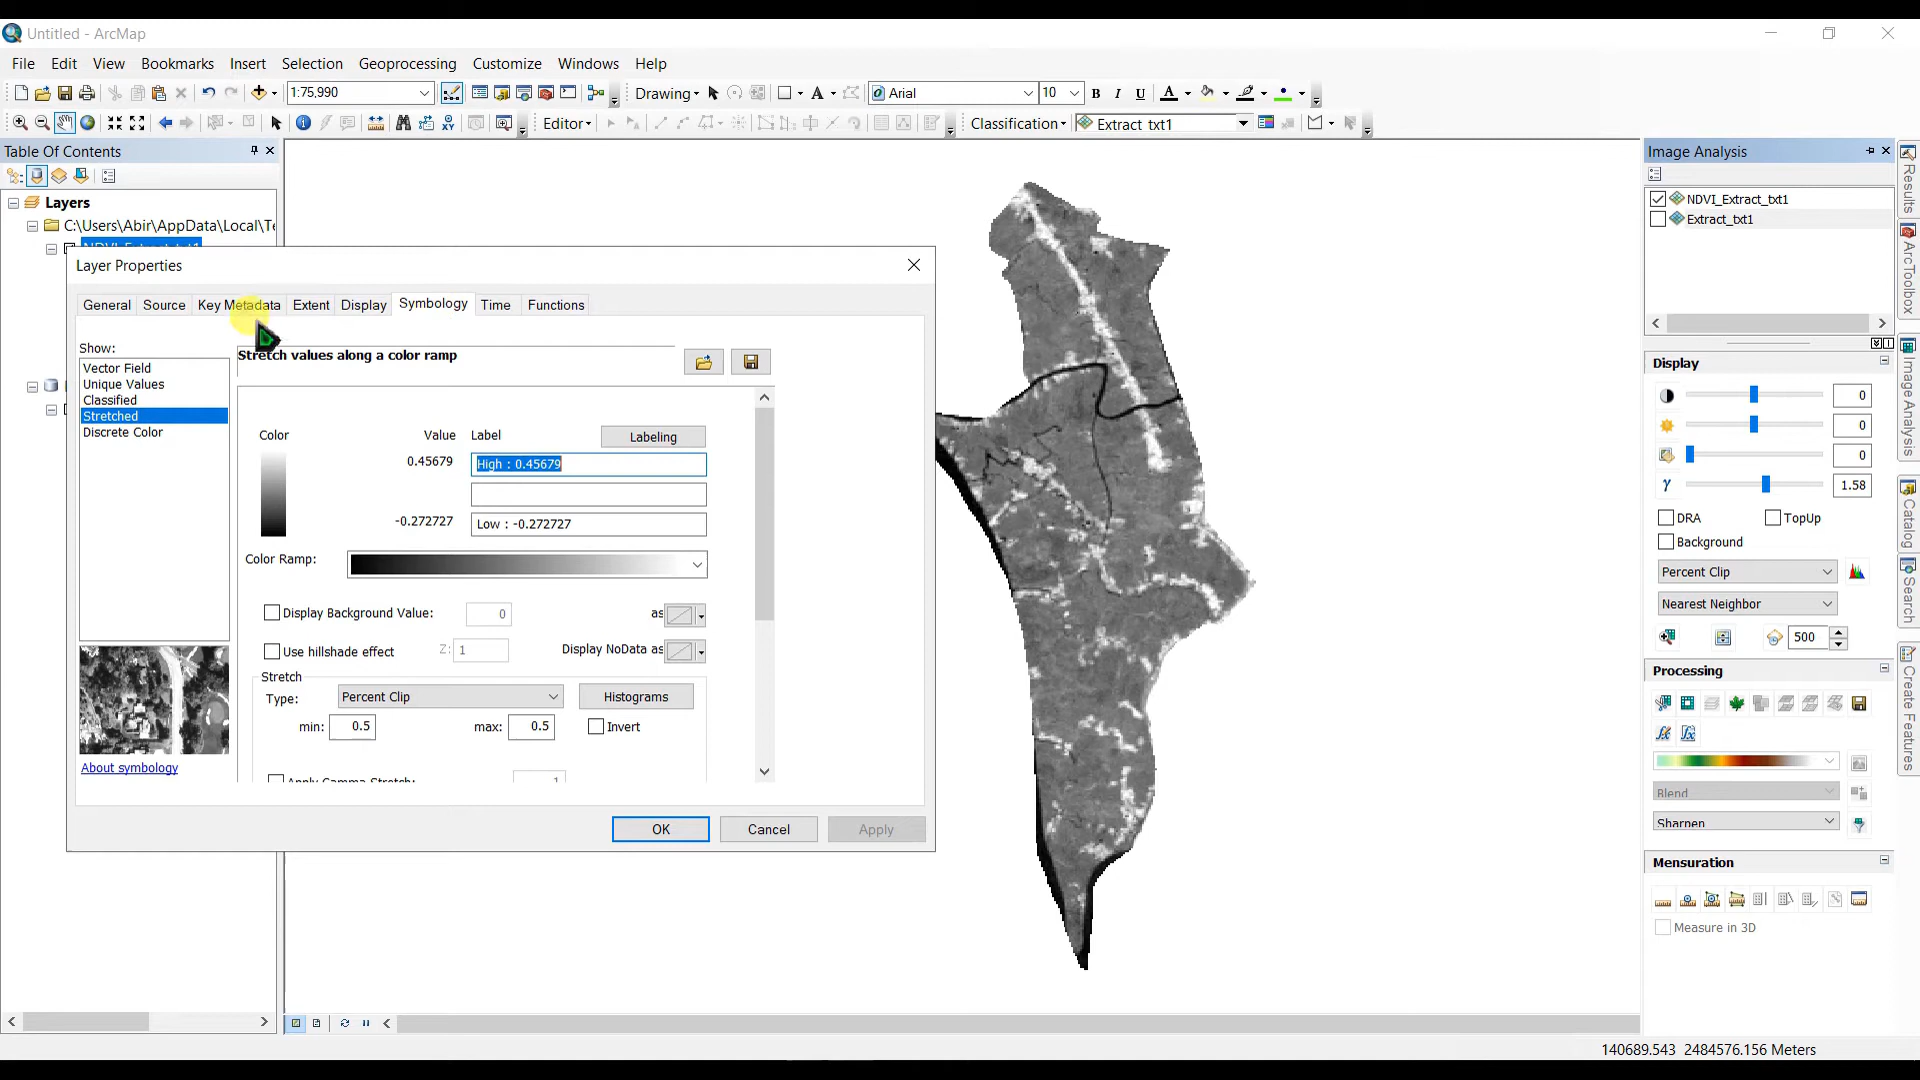 Untitled - ArcMap
File Edit View Bookmarks Insert Selection Geoprocessing Customize Windows Help
1:75,990 Drawing Arial 10 B I U A
Editor Classification Extract_txt1
Table Of Contents
Layers
C:\Users\Abir\AppData\Local\Te
NDVI_Extract_txt1
Layer Properties
General Source Key Metadata Extent Display Symbology Time Functions
Show:
Vector Field
Unique Values
Classified
Stretched
Discrete Color
About symbology
Stretch values along a color ramp
Color Value Label Labeling
0.45679 High : 0.45679
-0.272727 Low : -0.272727
Color Ramp:
Display Background Value: 0 as
Use hillshade effect Z: 1 Display NoData as
Stretch
Type: Percent Clip Histograms
min: 0.5 max: 0.5 Invert
Apply Gamma Stretch: 1
OK Cancel Apply
Image Analysis
NDVI_Extract_txt1
Extract_txt1
Display
0
0
0
γ 1.58
DRA TopUp
Background
Percent Clip
Nearest Neighbor
500
Processing
Blend
Sharpen
Mensuration
Measure in 3D
Results
ArcToolbox
Image Analysis
Catalog
Search
Create Features
140689.543 2484576.156 Meters